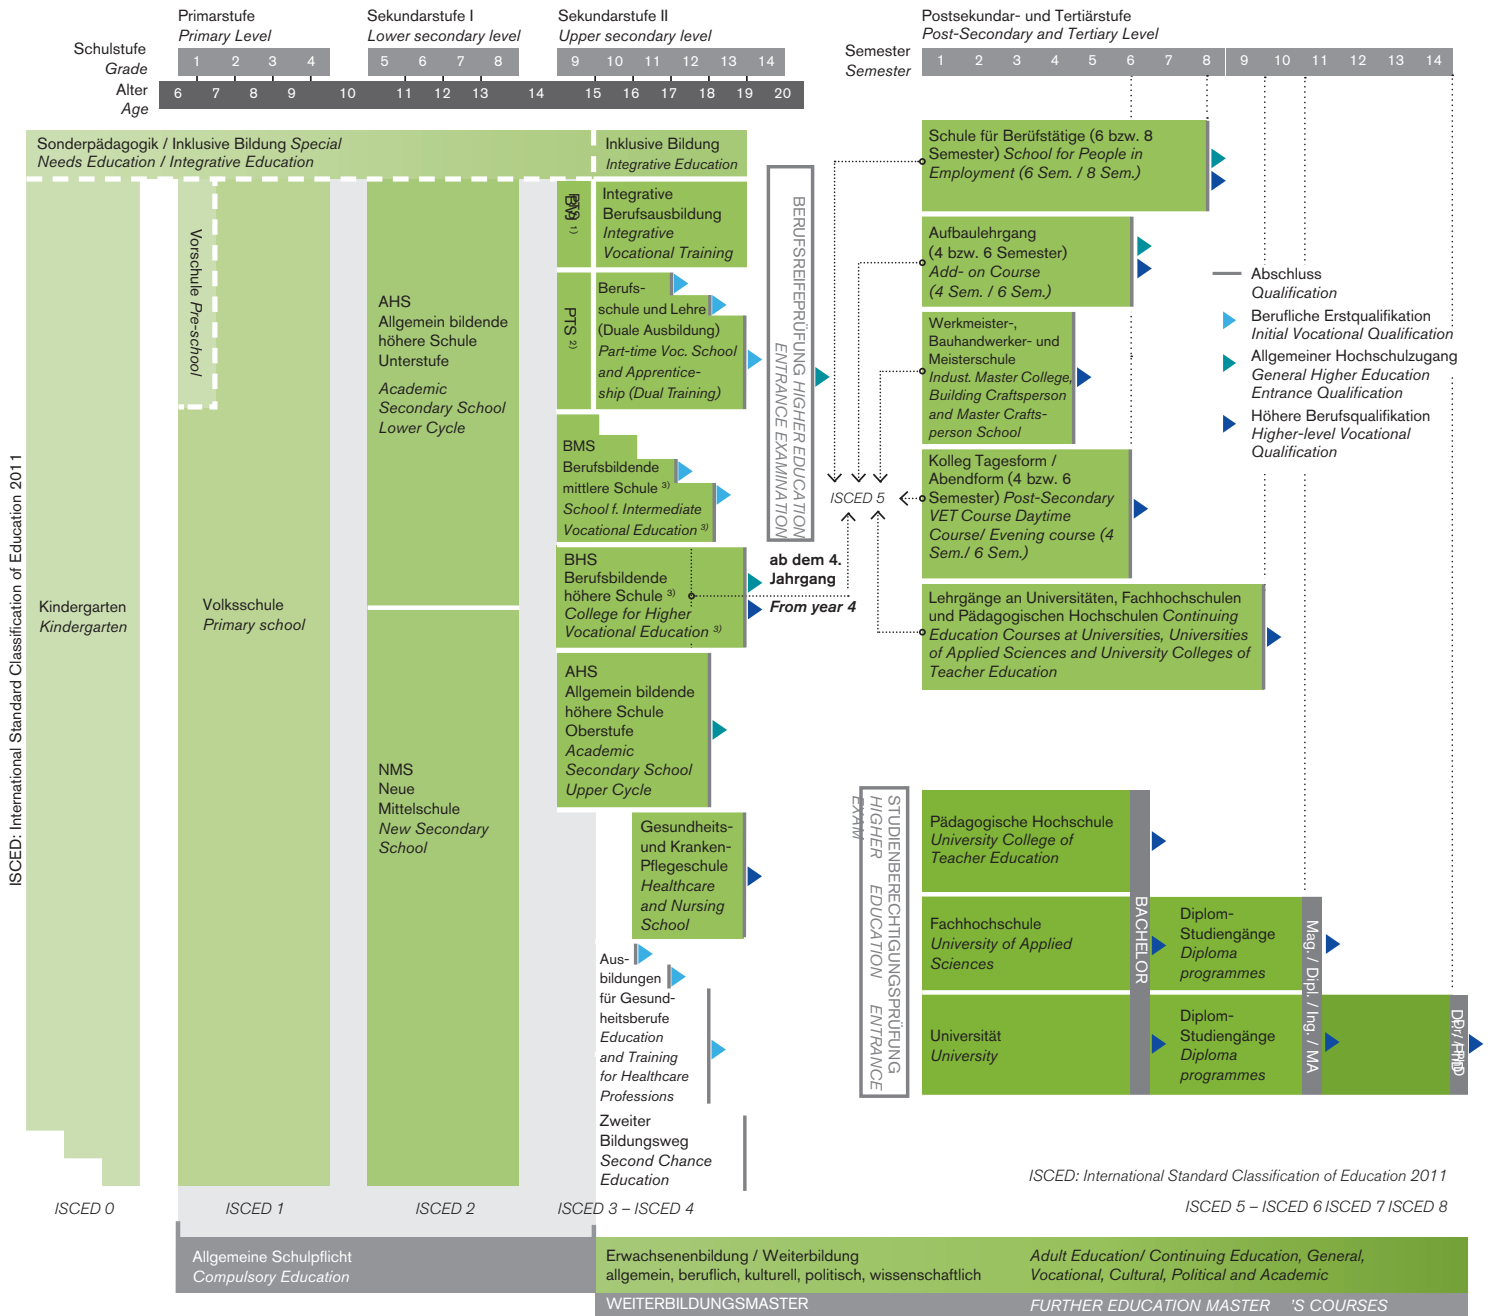 Primarstufe
Primary Level
Sekundarstufe I
Lower secondary level
Sekundarstufe II
Upper secondary level
Postsekundar- und Tertiärstufe
Post-Secondary and Tertiary Level
Schulstufe
Grade
1 2 3 4 5 6 7 8 9 10 11 12 13 14
Semester
Semester
1 2 3 4 5 6 7 8 9 10 11 12 13 14
Alter
Age
6 7 8 9 10 11 12 13 14 15 16 17 18 19 20
Sonderpädagogik / Inklusive Bildung Special
Needs Education / Integrative Education
Inklusive Bildung
Integrative Education
ISCED: International Standard Classification of Education 2011
Kindergarten
Kindergarten
Vorschule Pre-school
Volksschule
Primary school
AHS
Allgemein bildende
höhere Schule
Unterstufe
Academic
Secondary School
Lower Cycle
NMS
Neue
Mittelschule
New Secondary
School
1)
Integrative
Berufsausbildung
Integrative
Vocational Training
PTS 2)
Berufs-
schule und Lehre
(Duale Ausbildung)
Part-time Voc. School
and Apprentice-
ship (Dual Training)
BMS
Berufsbildende
mittlere Schule 3)
School f. Intermediate
Vocational Education 3)
BHS
Berufsbildende
höhere Schule 3)
College for Higher
Vocational Education 3)
AHS
Allgemein bildende
höhere Schule
Oberstufe
Academic
Secondary School
Upper Cycle
Gesundheits-
und Kranken-
Pflegeschule
Healthcare
and Nursing
School
Aus-
bildungen
für Gesund-
heitsberufe
Education
and Training
for Healthcare
Professions
Zweiter
Bildungsweg
Second Chance
Education
BERUFSREIFEPRÜFUNG HIGHER EDUCATION
ENTRANCE EXAMINATION
ab dem 4.
Jahrgang
From year 4
ISCED 5
Schule für Berüfstätige (6 bzw. 8
Semester) School for People in
Employment (6 Sem. / 8 Sem.)
Aufbaulehrgang
(4 bzw. 6 Semester)
Add- on Course
(4 Sem. / 6 Sem.)
Werkmeister-,
Bauhandwerker- und
Meisterschule
Indust. Master College,
Building Craftsperson
and Master Crafts-
person School
Kolleg Tagesform /
Abendform (4 bzw. 6
Semester) Post-Secondary
VET Course Daytime
Course/ Evening course (4
Sem./ 6 Sem.)
Lehrgänge an Universitäten, Fachhochschulen
und Pädagogischen Hochschulen Continuing
Education Courses at Universities, Universities
of Applied Sciences and University Colleges of
Teacher Education
Abschluss
Qualification
Berufliche Erstqualifikation
Initial Vocational Qualification
Allgemeiner Hochschulzugang
General Higher Education
Entrance Qualification
Höhere Berufsqualifikation
Higher-level Vocational
Qualification
STUDIENBERECHTIGUNGSPRÜFUNG
HIGHER EDUCATION ENTRANCE
EXAM
Pädagogische Hochschule
University College of
Teacher Education
Fachhochschule
University of Applied
Sciences
Universität
University
BACHELOR
Diplom-
Studiengänge
Diploma
programmes
Diplom-
Studiengänge
Diploma
programmes
Mag. / Dipl. / Ing. / MA
ISCED: International Standard Classification of Education 2011
ISCED 0
ISCED 1
ISCED 2
ISCED 3 – ISCED 4
ISCED 5 – ISCED 6 ISCED 7 ISCED 8
Allgemeine Schulpflicht
Compulsory Education
Erwachsenenbildung / Weiterbildung
allgemein, beruflich, kulturell, politisch, wissenschaftlich
Adult Education/ Continuing Education, General,
Vocational, Cultural, Political and Academic
WEITERBILDUNGSMASTER
FURTHER EDUCATION MASTER 'S COURSES